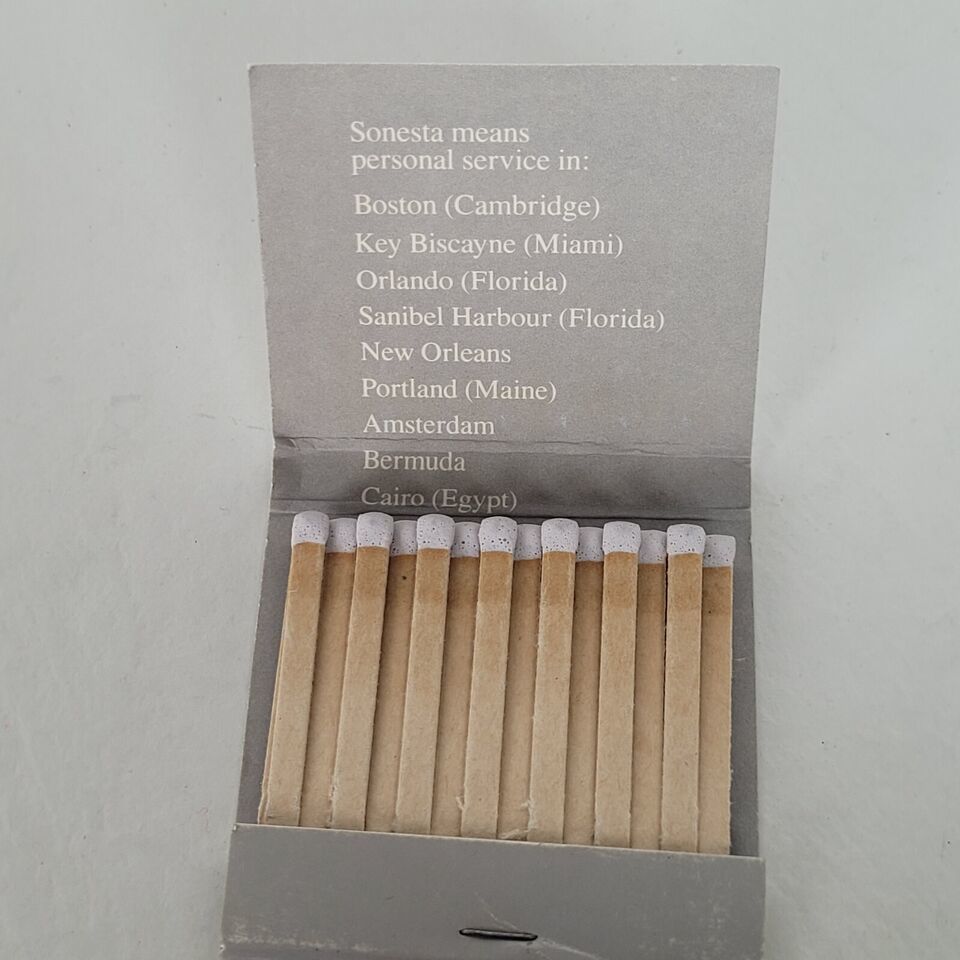 Sonesta means
personal service in:
Boston (Cambridge)
Key Biscayne (Miami)
Orlando (Florida)
Sanibel Harbour (Florida)
New Orleans
Portland (Maine)
Amsterdam
Bermuda
Cairo (Egypt)